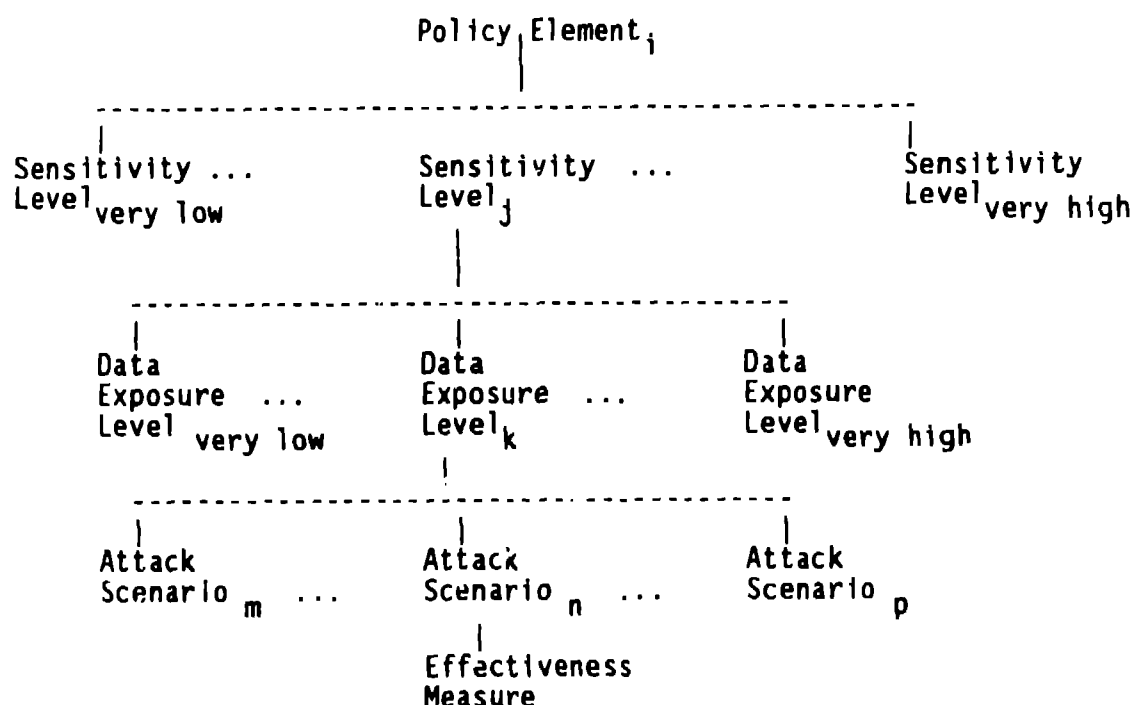 Policy Element i
Sensitivity ... Sensitivity ... Sensitivity
Level very low Level j Level very high
Data Data Data
Exposure ... Exposure ... Exposure
Level very low Level k Level very high
Attack Attack Attack
Scenario m ... Scenario n ... Scenario p
Effectiveness
Measure